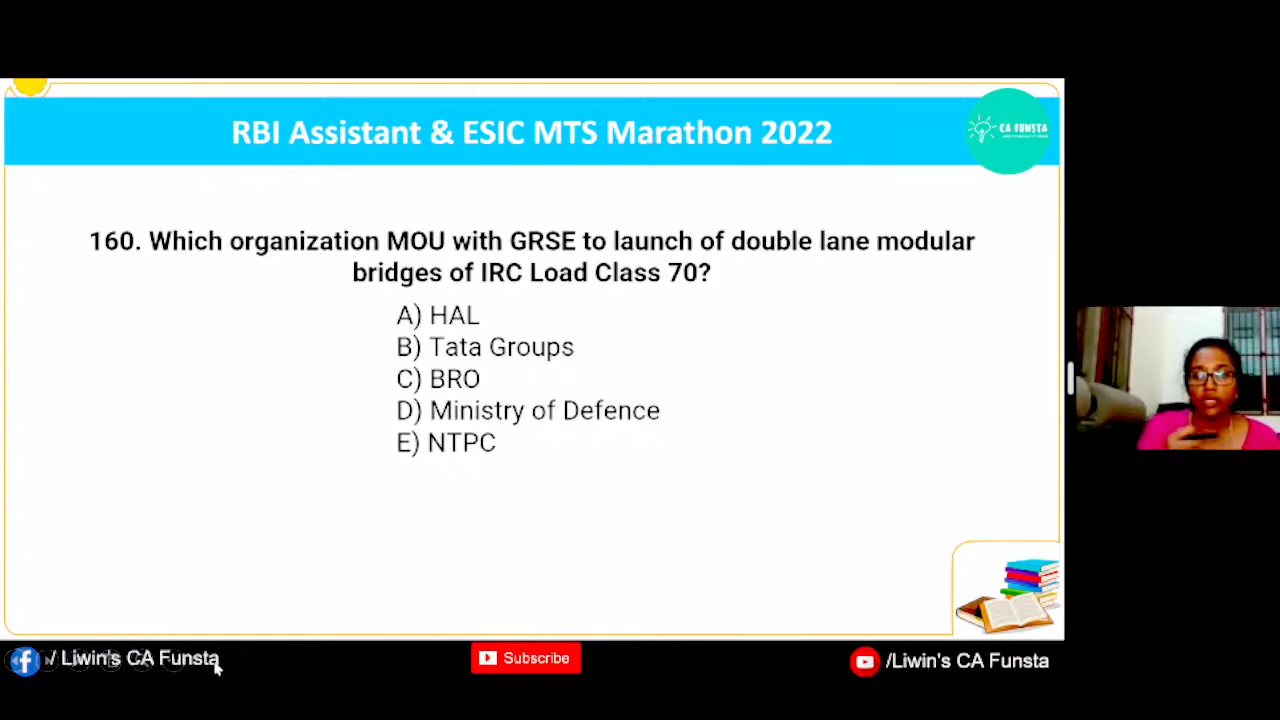 RBI Assistant & ESIC MTS Marathon 2022
CA FUNSTA
160. Which organization MOU with GRSE to launch of double lane modular
bridges of IRC Load Class 70?
A) HAL
B) Tata Groups
C) BRO
D) Ministry of Defence
E) NTPC
/ Liwin's CA Funsta
Subscribe
/Liwin's CA Funsta